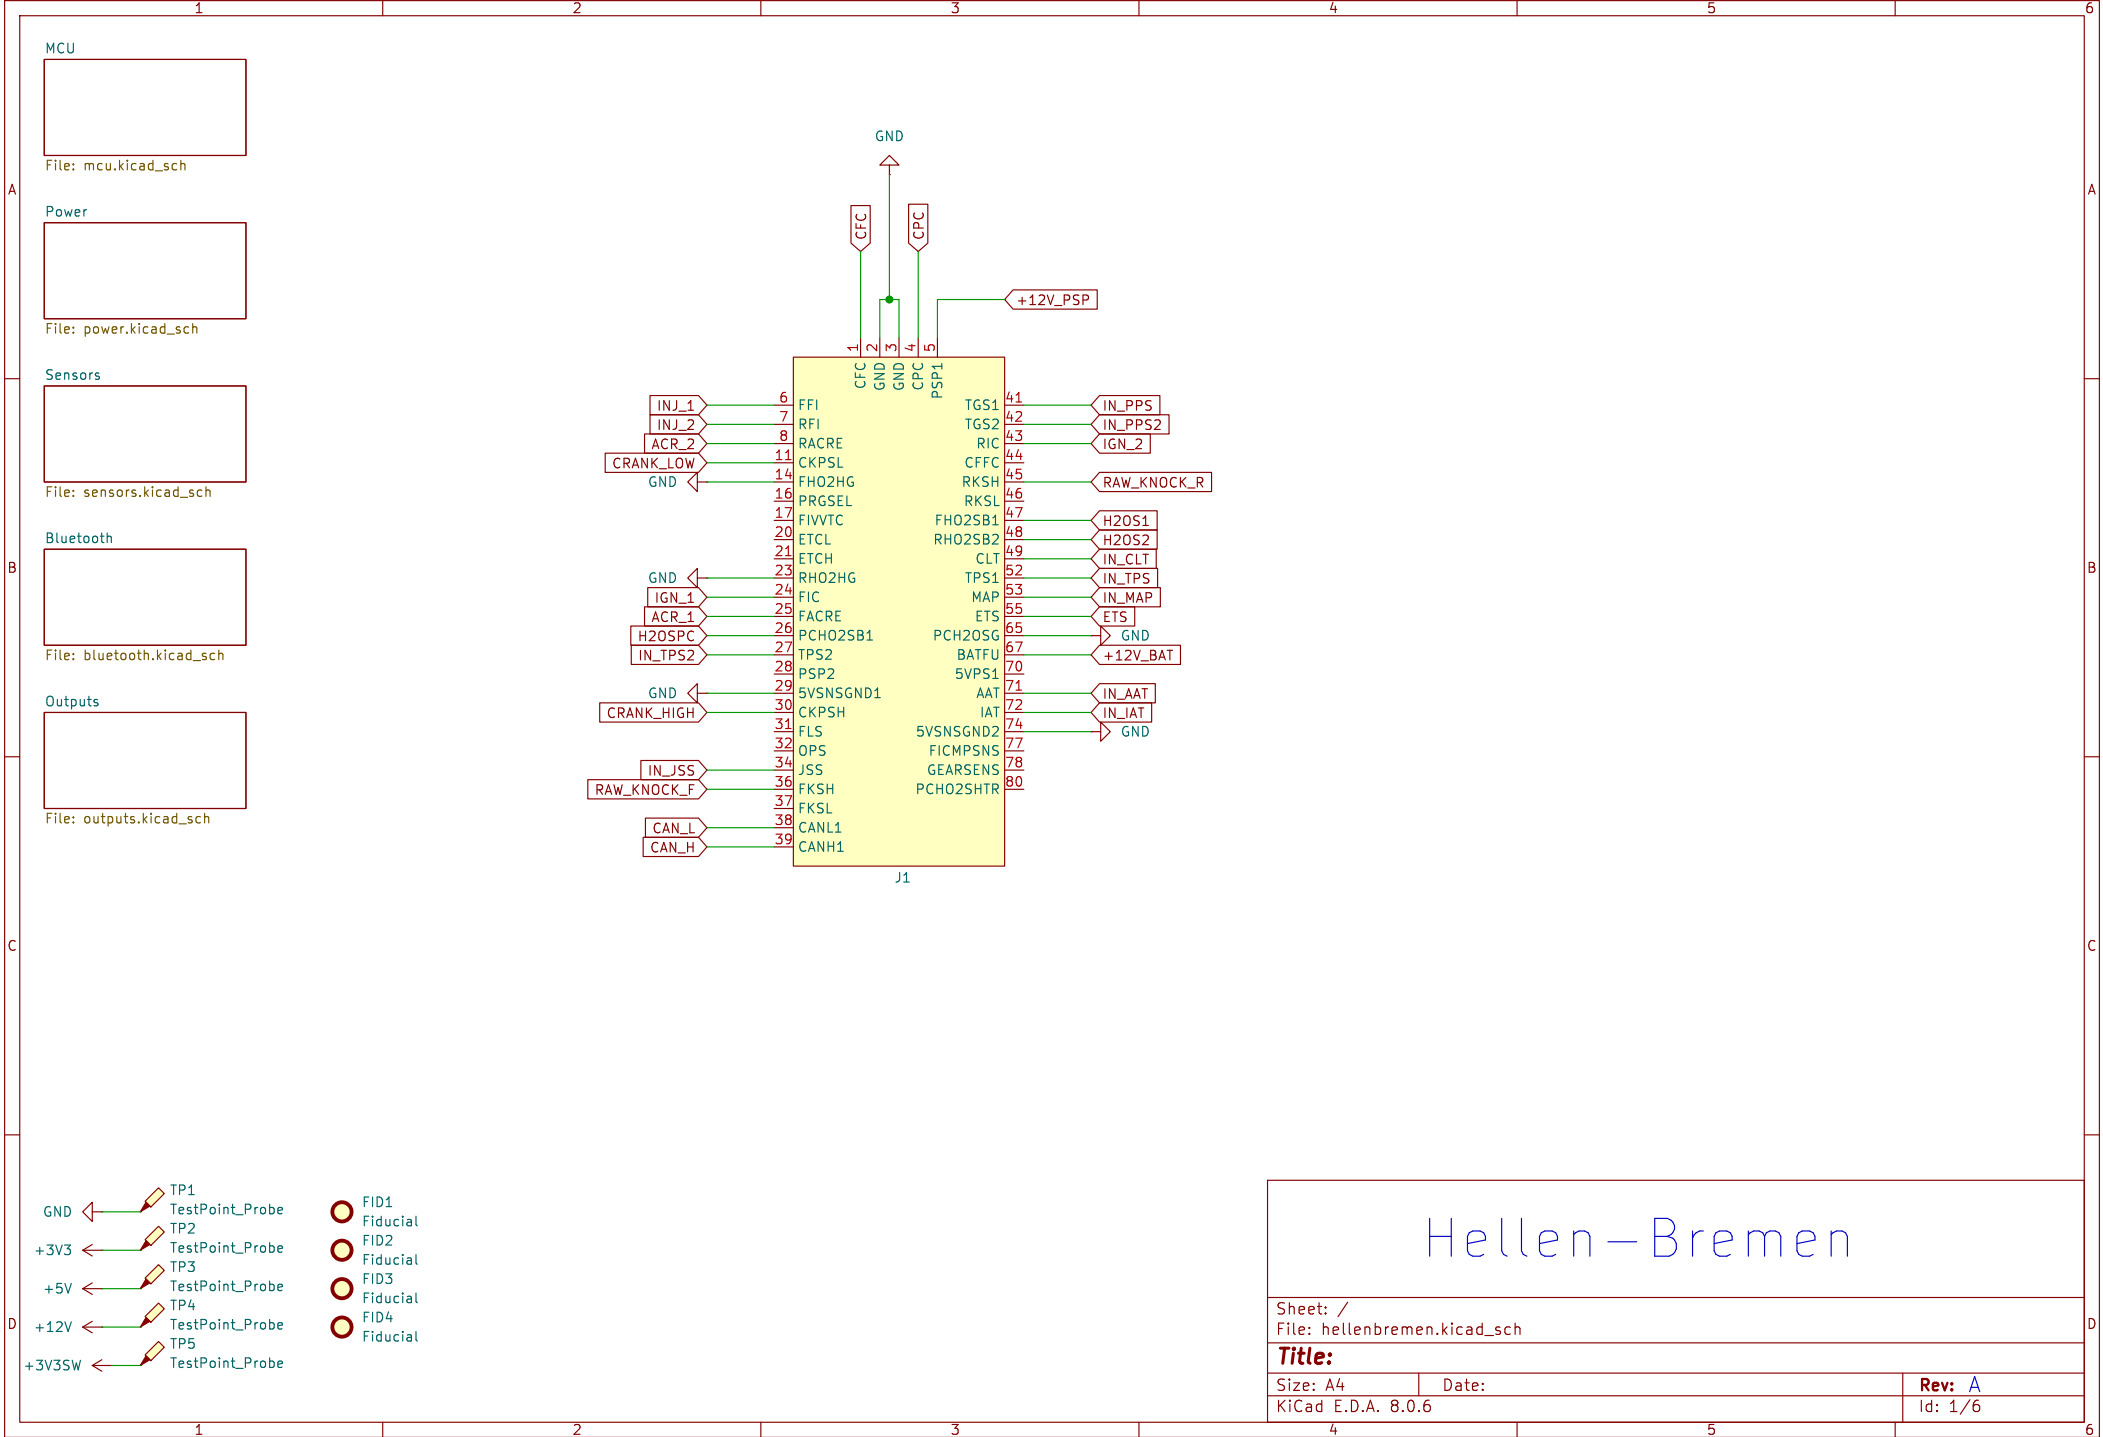 1 2 3 4 5 6
A
B
C
D
A
B
C
D
1 2 3 4 5 6
MCU
File: mcu.kicad_sch
Power
File: power.kicad_sch
Sensors
File: sensors.kicad_sch
Bluetooth
File: bluetooth.kicad_sch
Outputs
File: outputs.kicad_sch
GND
CFC
CPC
+12V_PSP
1 2 3 4 5
CFC GND GND CPC PSP1
INJ_1 6 FFI
INJ_2 7 RFI
ACR_2 8 RACRE
CRANK_LOW 11 CKPSL
GND 14 FHO2HG
16 PRGSEL
17 FIVVTC
20 ETCL
21 ETCH
GND 23 RHO2HG
IGN_1 24 FIC
ACR_1 25 FACRE
H2OSPC 26 PCHO2SB1
IN_TPS2 27 TPS2
28 PSP2
GND 29 5VSNSGND1
CRANK_HIGH 30 CKPSH
31 FLS
32 OPS
IN_JSS 34 JSS
RAW_KNOCK_F 36 FKSH
37 FKSL
CAN_L 38 CANL1
CAN_H 39 CANH1
TGS1 41 IN_PPS
TGS2 42 IN_PPS2
RIC 43 IGN_2
CFFC 44
RKSH 45 RAW_KNOCK_R
RKSL 46
FHO2SB1 47 H2OS1
RHO2SB2 48 H2OS2
CLT 49 IN_CLT
TPS1 52 IN_TPS
MAP 53 IN_MAP
ETS 55 ETS
PCH2OSG 65 GND
BATFU 67 +12V_BAT
5VPS1 70
AAT 71 IN_AAT
IAT 72 IN_IAT
5VSNSGND2 74 GND
FICMPSNS 77
GEARSENS 78
PCHO2SHTR 80
J1
GND TP1
TestPoint_Probe
+3V3 TP2
TestPoint_Probe
+5V TP3
TestPoint_Probe
+12V TP4
TestPoint_Probe
+3V3SW TP5
TestPoint_Probe
FID1
Fiducial
FID2
Fiducial
FID3
Fiducial
FID4
Fiducial
Hellen-Bremen
Sheet: /
File: hellenbremen.kicad_sch
Title:
Size: A4 Date: Rev: A
KiCad E.D.A. 8.0.6 Id: 1/6